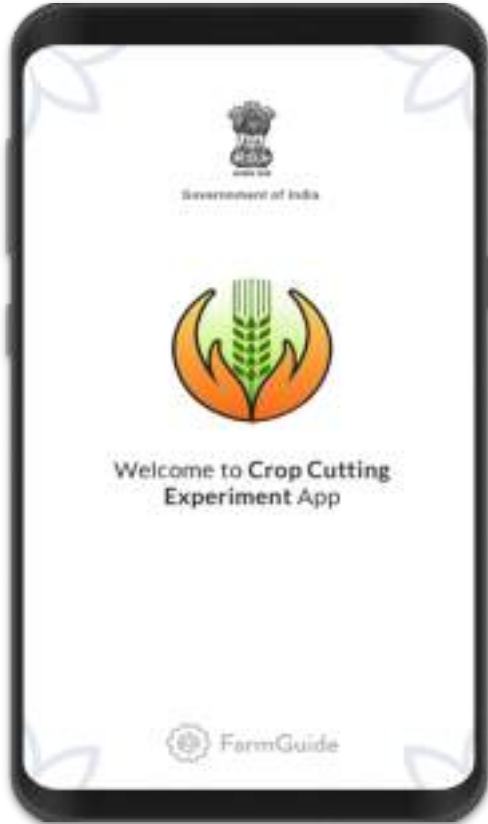 Government of India
Welcome to Crop Cutting
Experiment App
FarmGuide